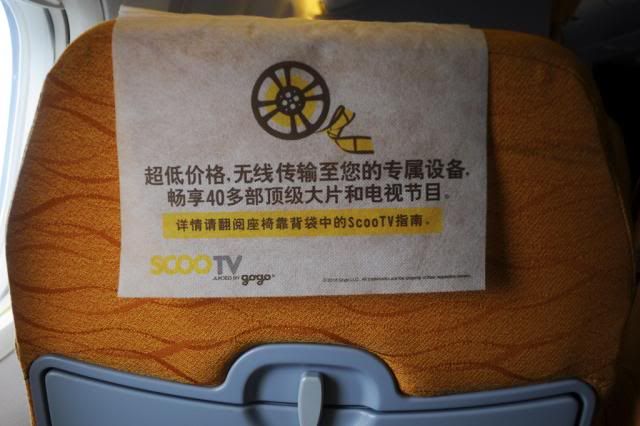 超低价格,无线传输至您的专属设备,
畅享40多部顶级大片和电视节目。
详情请翻阅座椅靠背袋中的ScooTV指南。
SCOOTV
BY gogo